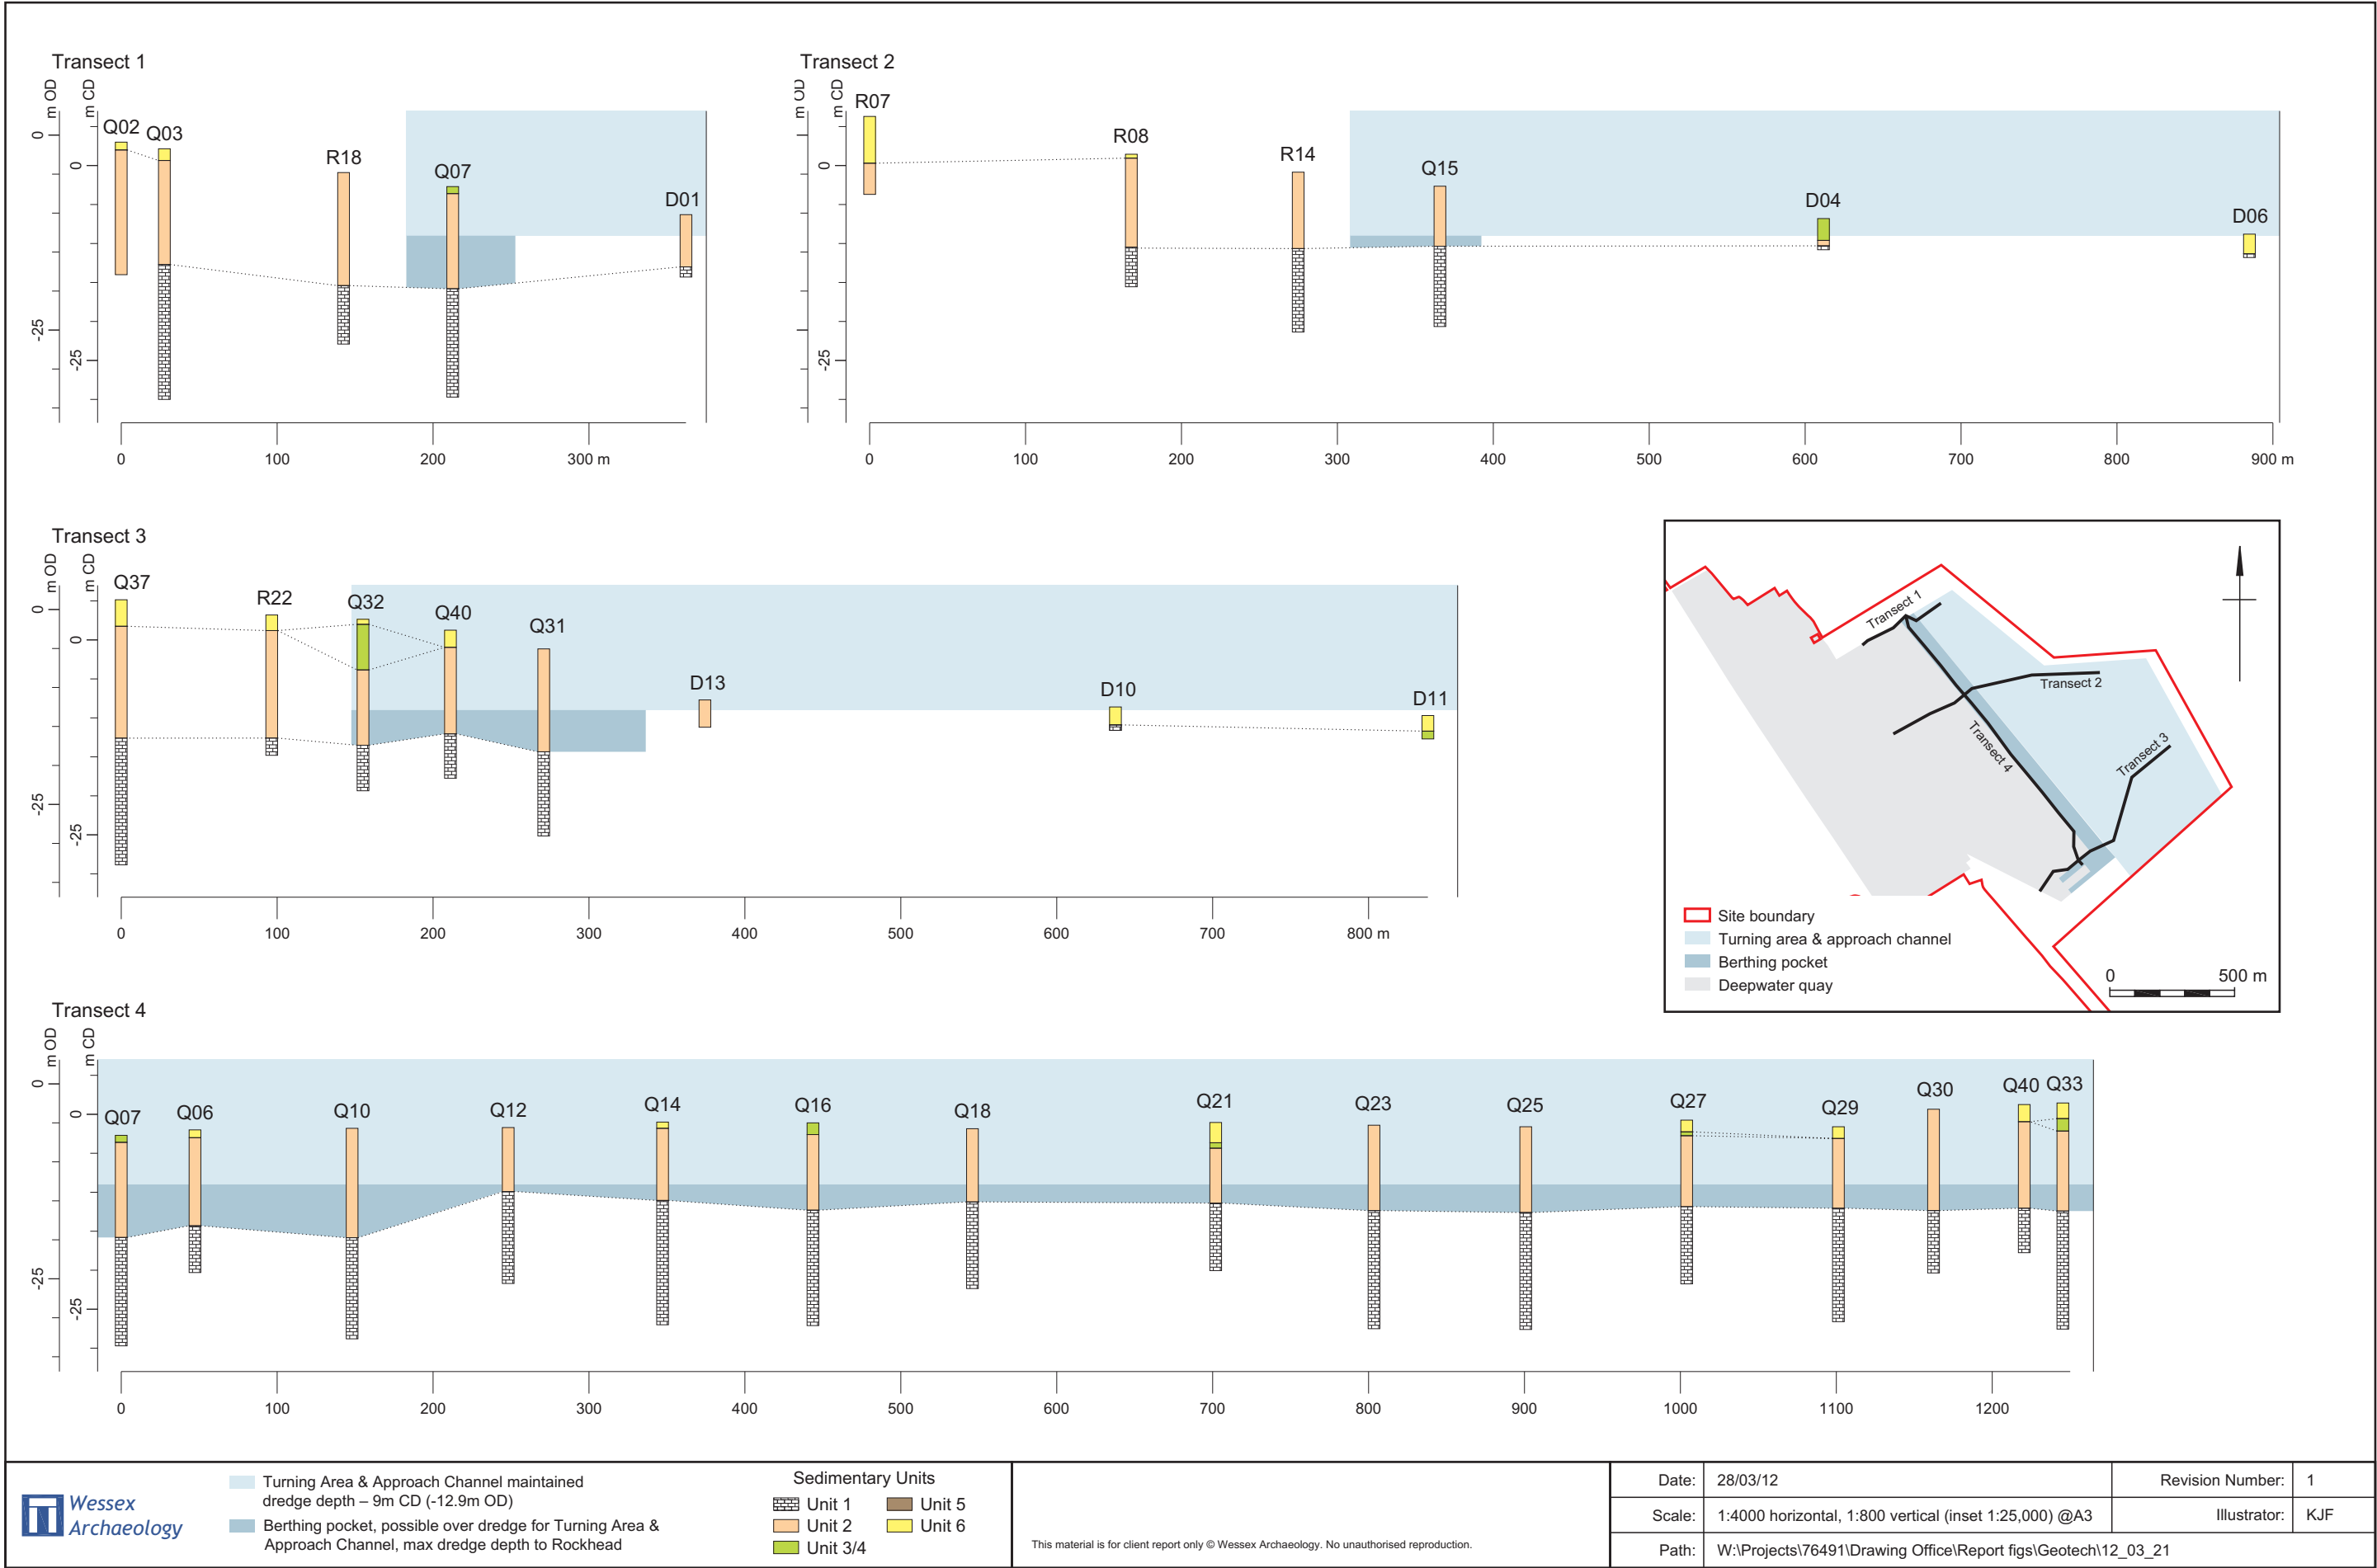 Transect 1
m OD
m CD
0
0
-25
-25
Q02
Q03
R18
Q07
D01
0 100 200 300 m
Transect 2
m OD
m CD
0
-25
R07
R08
R14
Q15
D04
D06
0 100 200 300 400 500 600 700 800 900 m
Transect 3
m OD
m CD
0
0
-25
-25
Q37
R22
Q32
Q40
Q31
D13
D10
D11
0 100 200 300 400 500 600 700 800 m
Transect 1
Transect 2
Transect 3
Transect 4
Site boundary
Turning area & approach channel
Berthing pocket
Deepwater quay
0 500 m
Transect 4
m OD
m CD
0
0
-25
-25
Q07
Q06
Q10
Q12
Q14
Q16
Q18
Q21
Q23
Q25
Q27
Q29
Q30
Q40
Q33
0 100 200 300 400 500 600 700 800 900 1000 1100 1200
Wessex
Archaeology
Turning Area & Approach Channel maintained
dredge depth – 9m CD (-12.9m OD)
Berthing pocket, possible over dredge for Turning Area &
Approach Channel, max dredge depth to Rockhead
Sedimentary Units
Unit 1
Unit 2
Unit 3/4
Unit 5
Unit 6
This material is for client report only © Wessex Archaeology. No unauthorised reproduction.
Date: 28/03/12 Revision Number: 1
Scale: 1:4000 horizontal, 1:800 vertical (inset 1:25,000) @A3 Illustrator: KJF
Path: W:\Projects\76491\Drawing Office\Report figs\Geotech\12_03_21